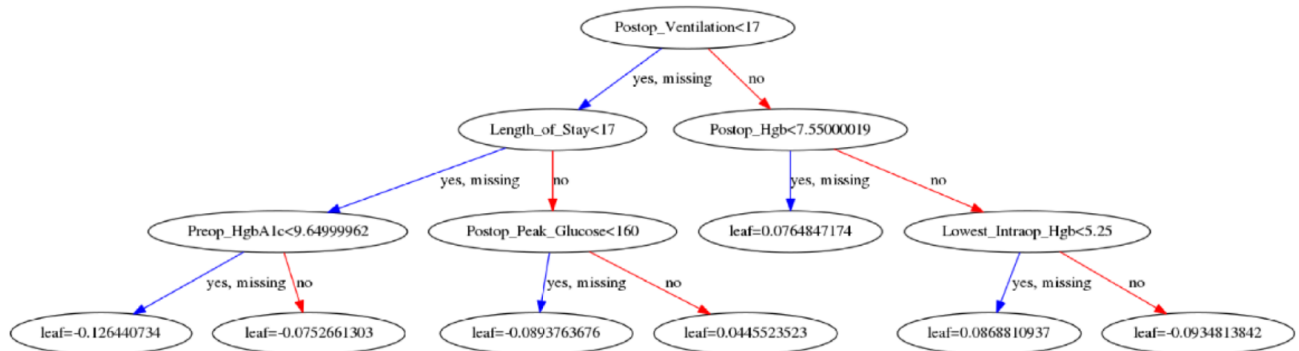 Postop_Ventilation<17
yes, missing
no
Length_of_Stay<17
Postop_Hgb<7.55000019
yes, missing
no
yes, missing
no
Preop_HgbA1c<9.64999962
Postop_Peak_Glucose<160
leaf=0.0764847174
Lowest_Intraop_Hgb<5.25
yes, missing
no
yes, missing
no
yes, missing
no
leaf=-0.126440734
leaf=-0.0752661303
leaf=-0.0893763676
leaf=0.0445523523
leaf=0.0868810937
leaf=-0.0934813842